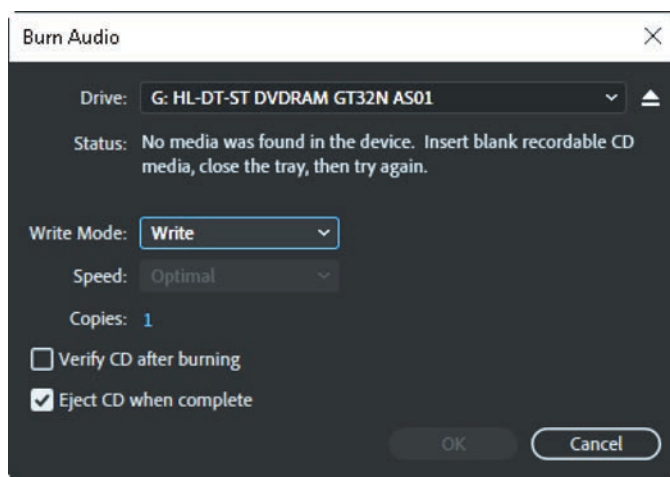 Burn Audio
Drive: G: HL-DT-ST DVDRAM GT32N AS01
Status: No media was found in the device. Insert blank recordable CD
media, close the tray, then try again.
Write Mode: Write
Speed: Optimal
Copies: 1
Verify CD after burning
Eject CD when complete
OK Cancel